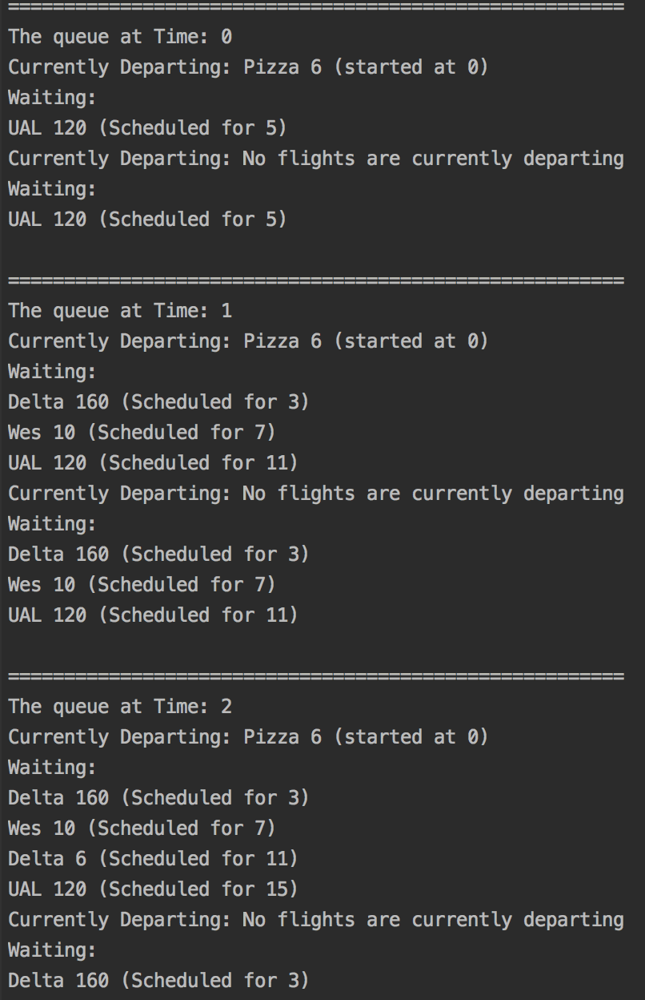 =======================================================
The queue at Time: 0
Currently Departing: Pizza 6 (started at 0)
Waiting:
UAL 120 (Scheduled for 5)
Currently Departing: No flights are currently departing
Waiting:
UAL 120 (Scheduled for 5)
=======================================================
The queue at Time: 1
Currently Departing: Pizza 6 (started at 0)
Waiting:
Delta 160 (Scheduled for 3)
Wes 10 (Scheduled for 7)
UAL 120 (Scheduled for 11)
Currently Departing: No flights are currently departing
Waiting:
Delta 160 (Scheduled for 3)
Wes 10 (Scheduled for 7)
UAL 120 (Scheduled for 11)
=======================================================
The queue at Time: 2
Currently Departing: Pizza 6 (started at 0)
Waiting:
Delta 160 (Scheduled for 3)
Wes 10 (Scheduled for 7)
Delta 6 (Scheduled for 11)
UAL 120 (Scheduled for 15)
Currently Departing: No flights are currently departing
Waiting:
Delta 160 (Scheduled for 3)